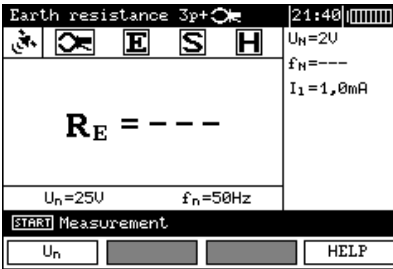 Earth resistance 3p+ 21:40
E S H
UN=2V
fN=---
I1=1,0mA
RE = ---
Un=25V fn=50Hz
START Measurement
Un HELP